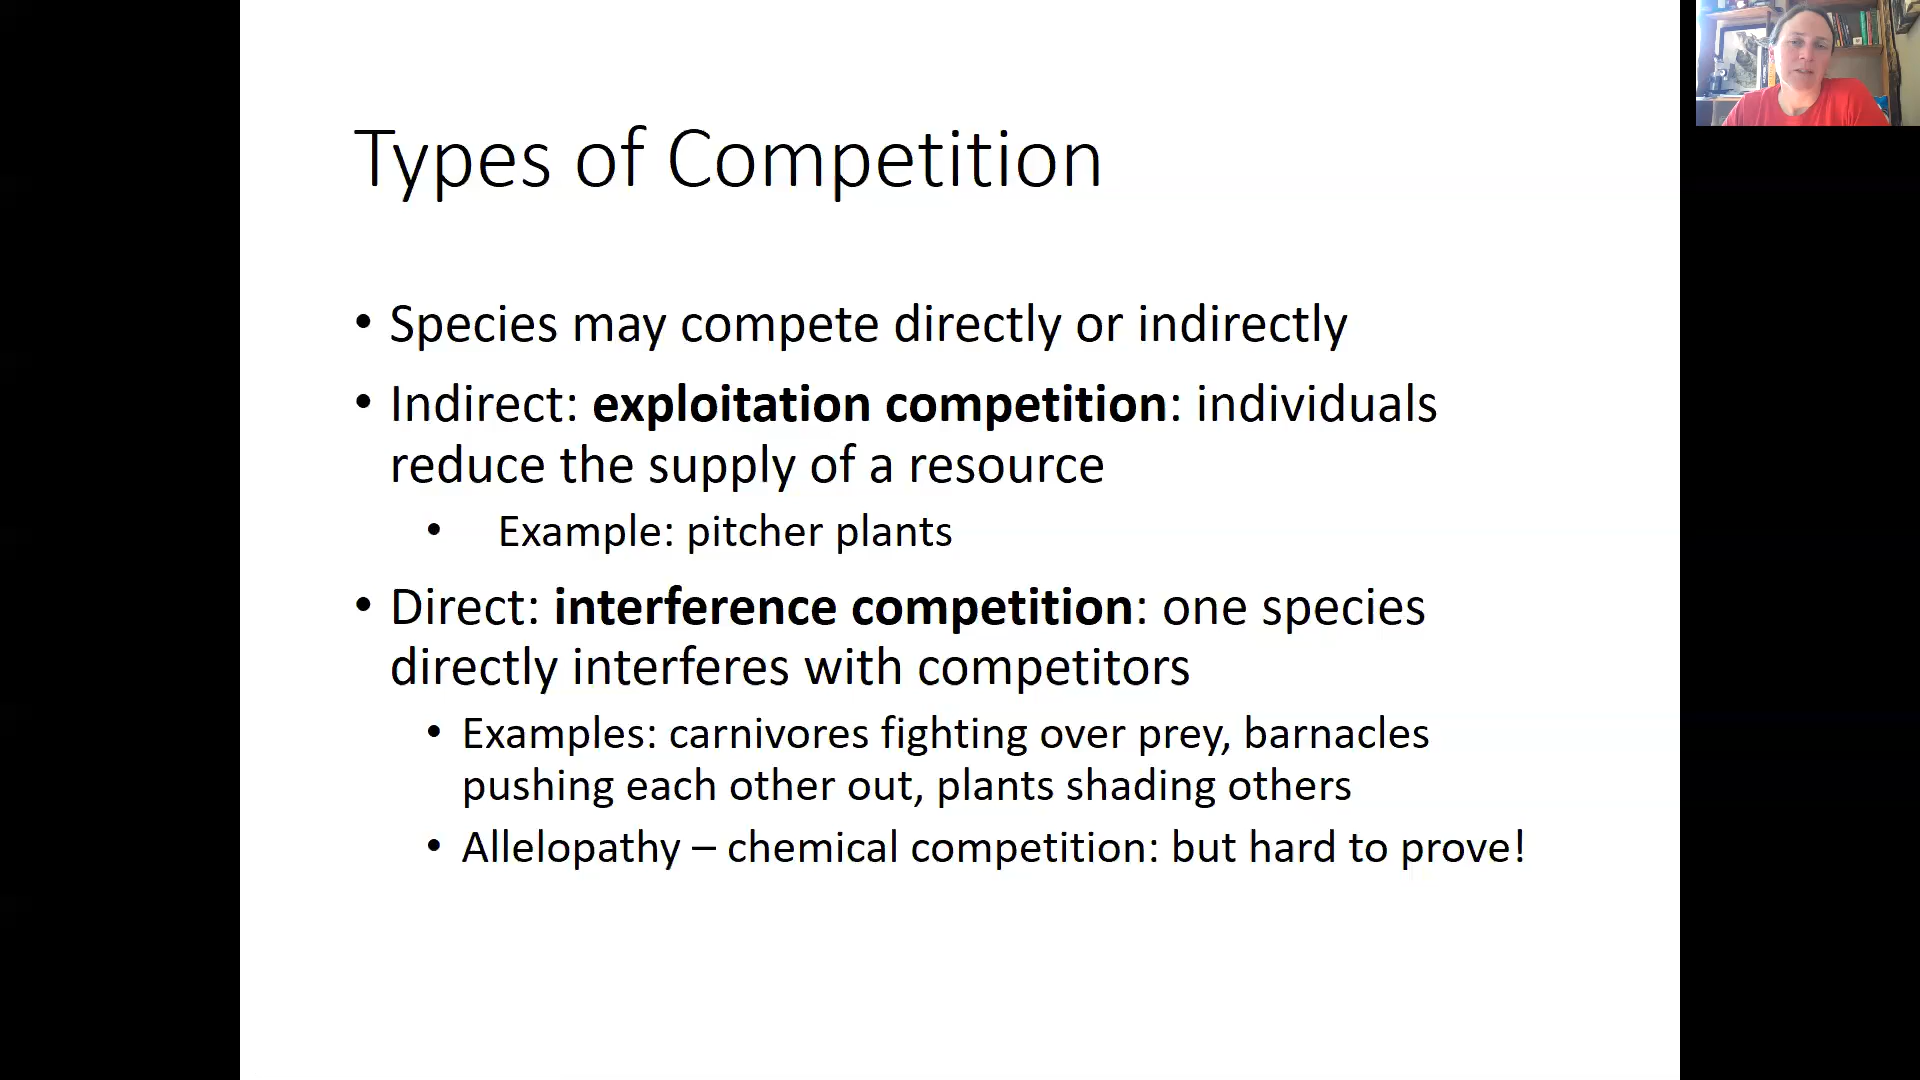 Types of Competition
• Species may compete directly or indirectly
• Indirect: exploitation competition: individuals
reduce the supply of a resource
• Example: pitcher plants
• Direct: interference competition: one species
directly interferes with competitors
• Examples: carnivores fighting over prey, barnacles
pushing each other out, plants shading others
• Allelopathy – chemical competition: but hard to prove!